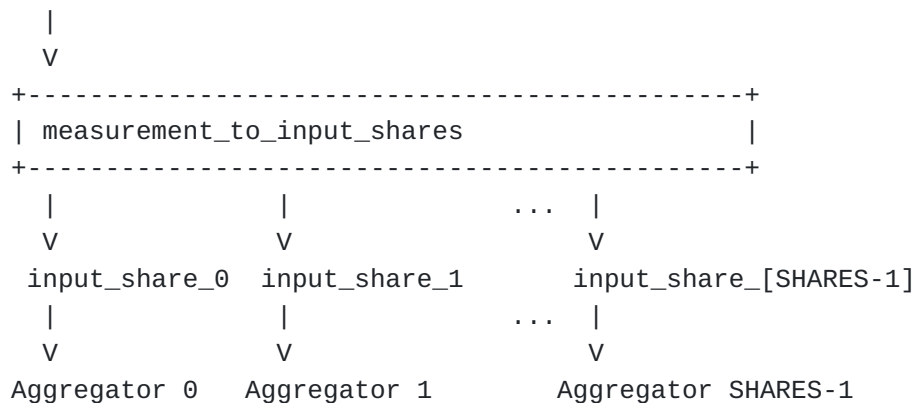 |
V
+-----------------------------------------------+
| measurement_to_input_shares                   |
+-----------------------------------------------+
  |              |              ...  |
  V              V                   V
 input_share_0  input_share_1       input_share_[SHARES-1]
  |              |              ...  |
  V              V                   V
Aggregator 0   Aggregator 1        Aggregator SHARES-1